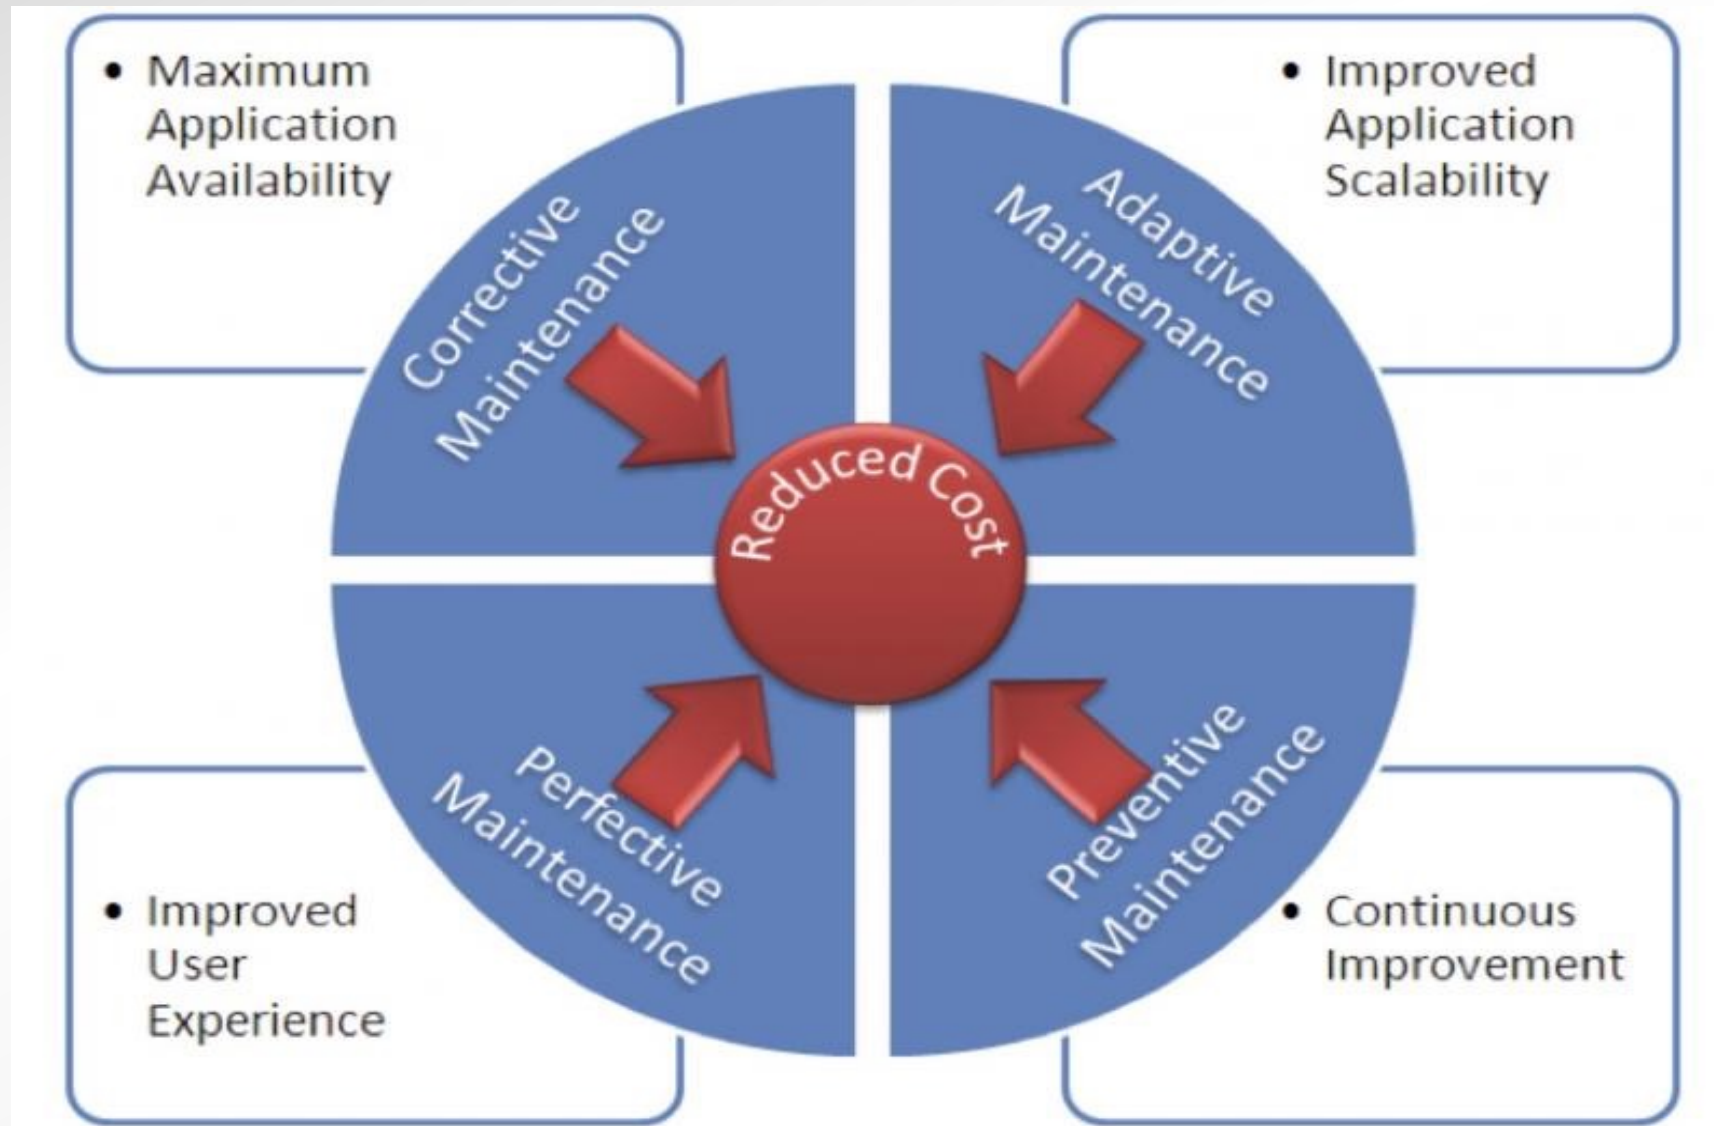 • Maximum
Application
Availability
• Improved
Application
Scalability
Corrective
Maintenance
Adaptive
Maintenance
Reduced Cost
Perfective
Maintenance
Preventive
Maintenance
• Improved
User
Experience
• Continuous
Improvement